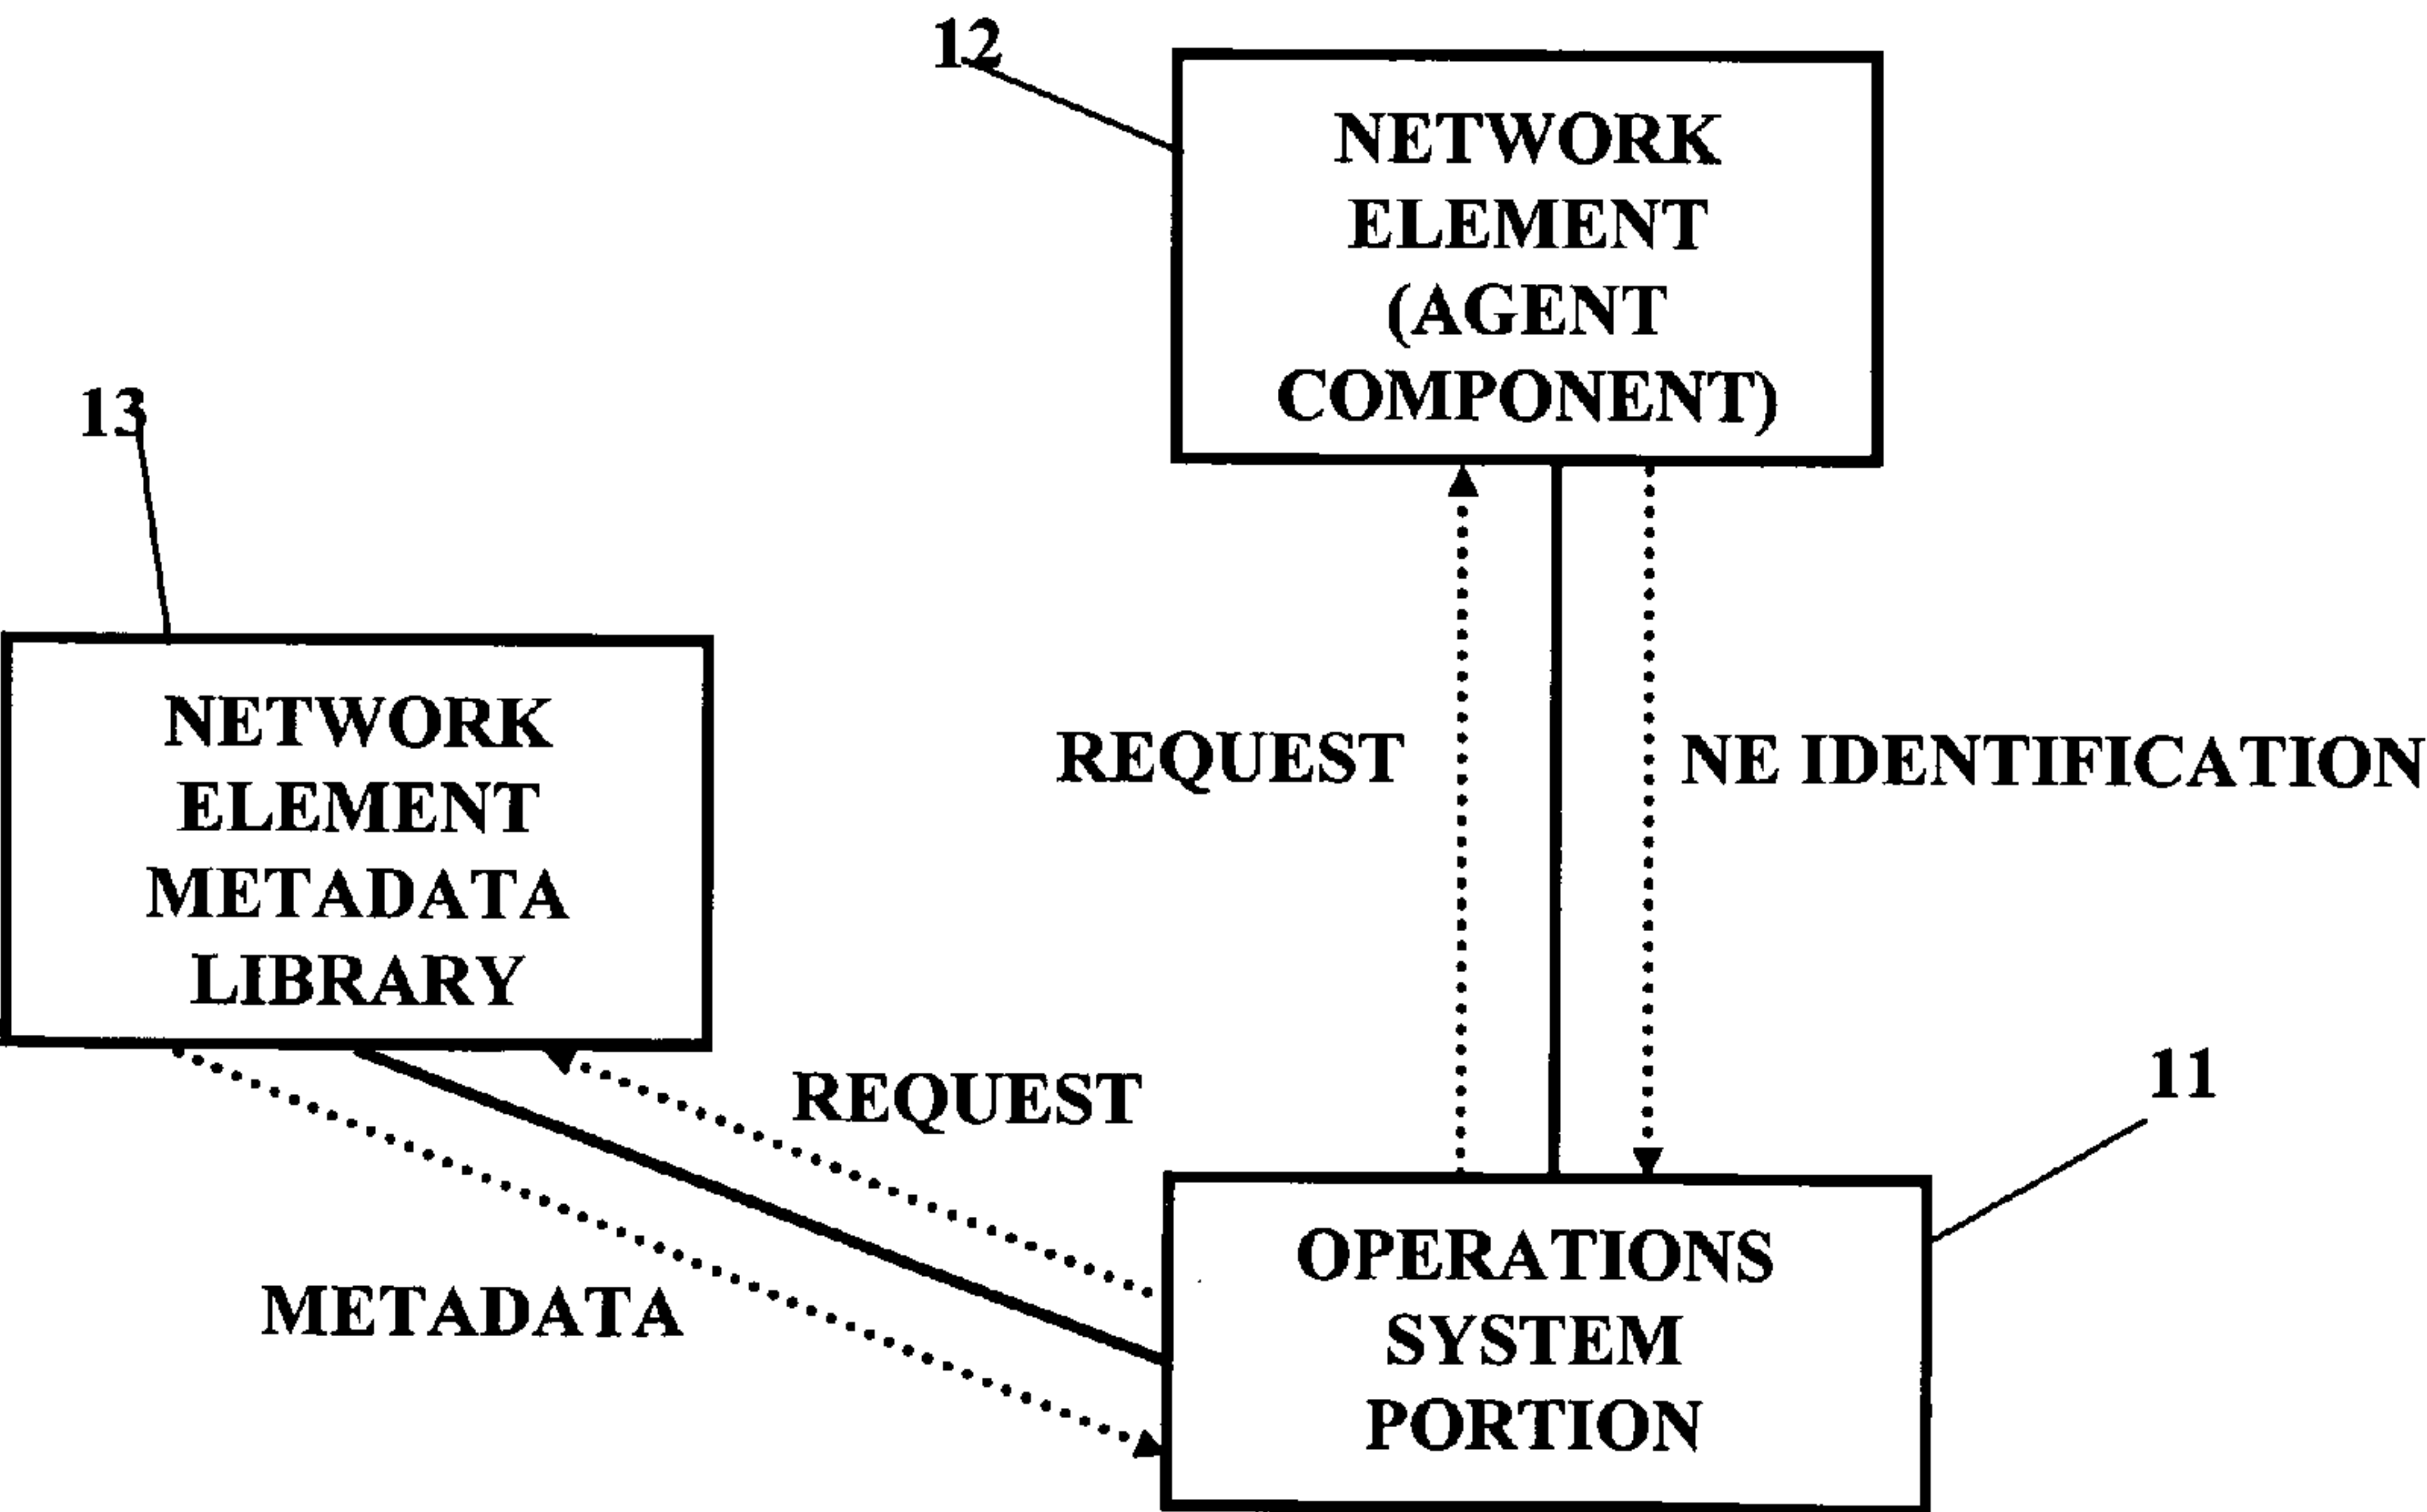 12
NETWORK
ELEMENT
(AGENT
COMPONENT)
13
NETWORK
ELEMENT
METADATA
LIBRARY
REQUEST
NE IDENTIFICATION
REQUEST
METADATA
11
OPERATIONS
SYSTEM
PORTION